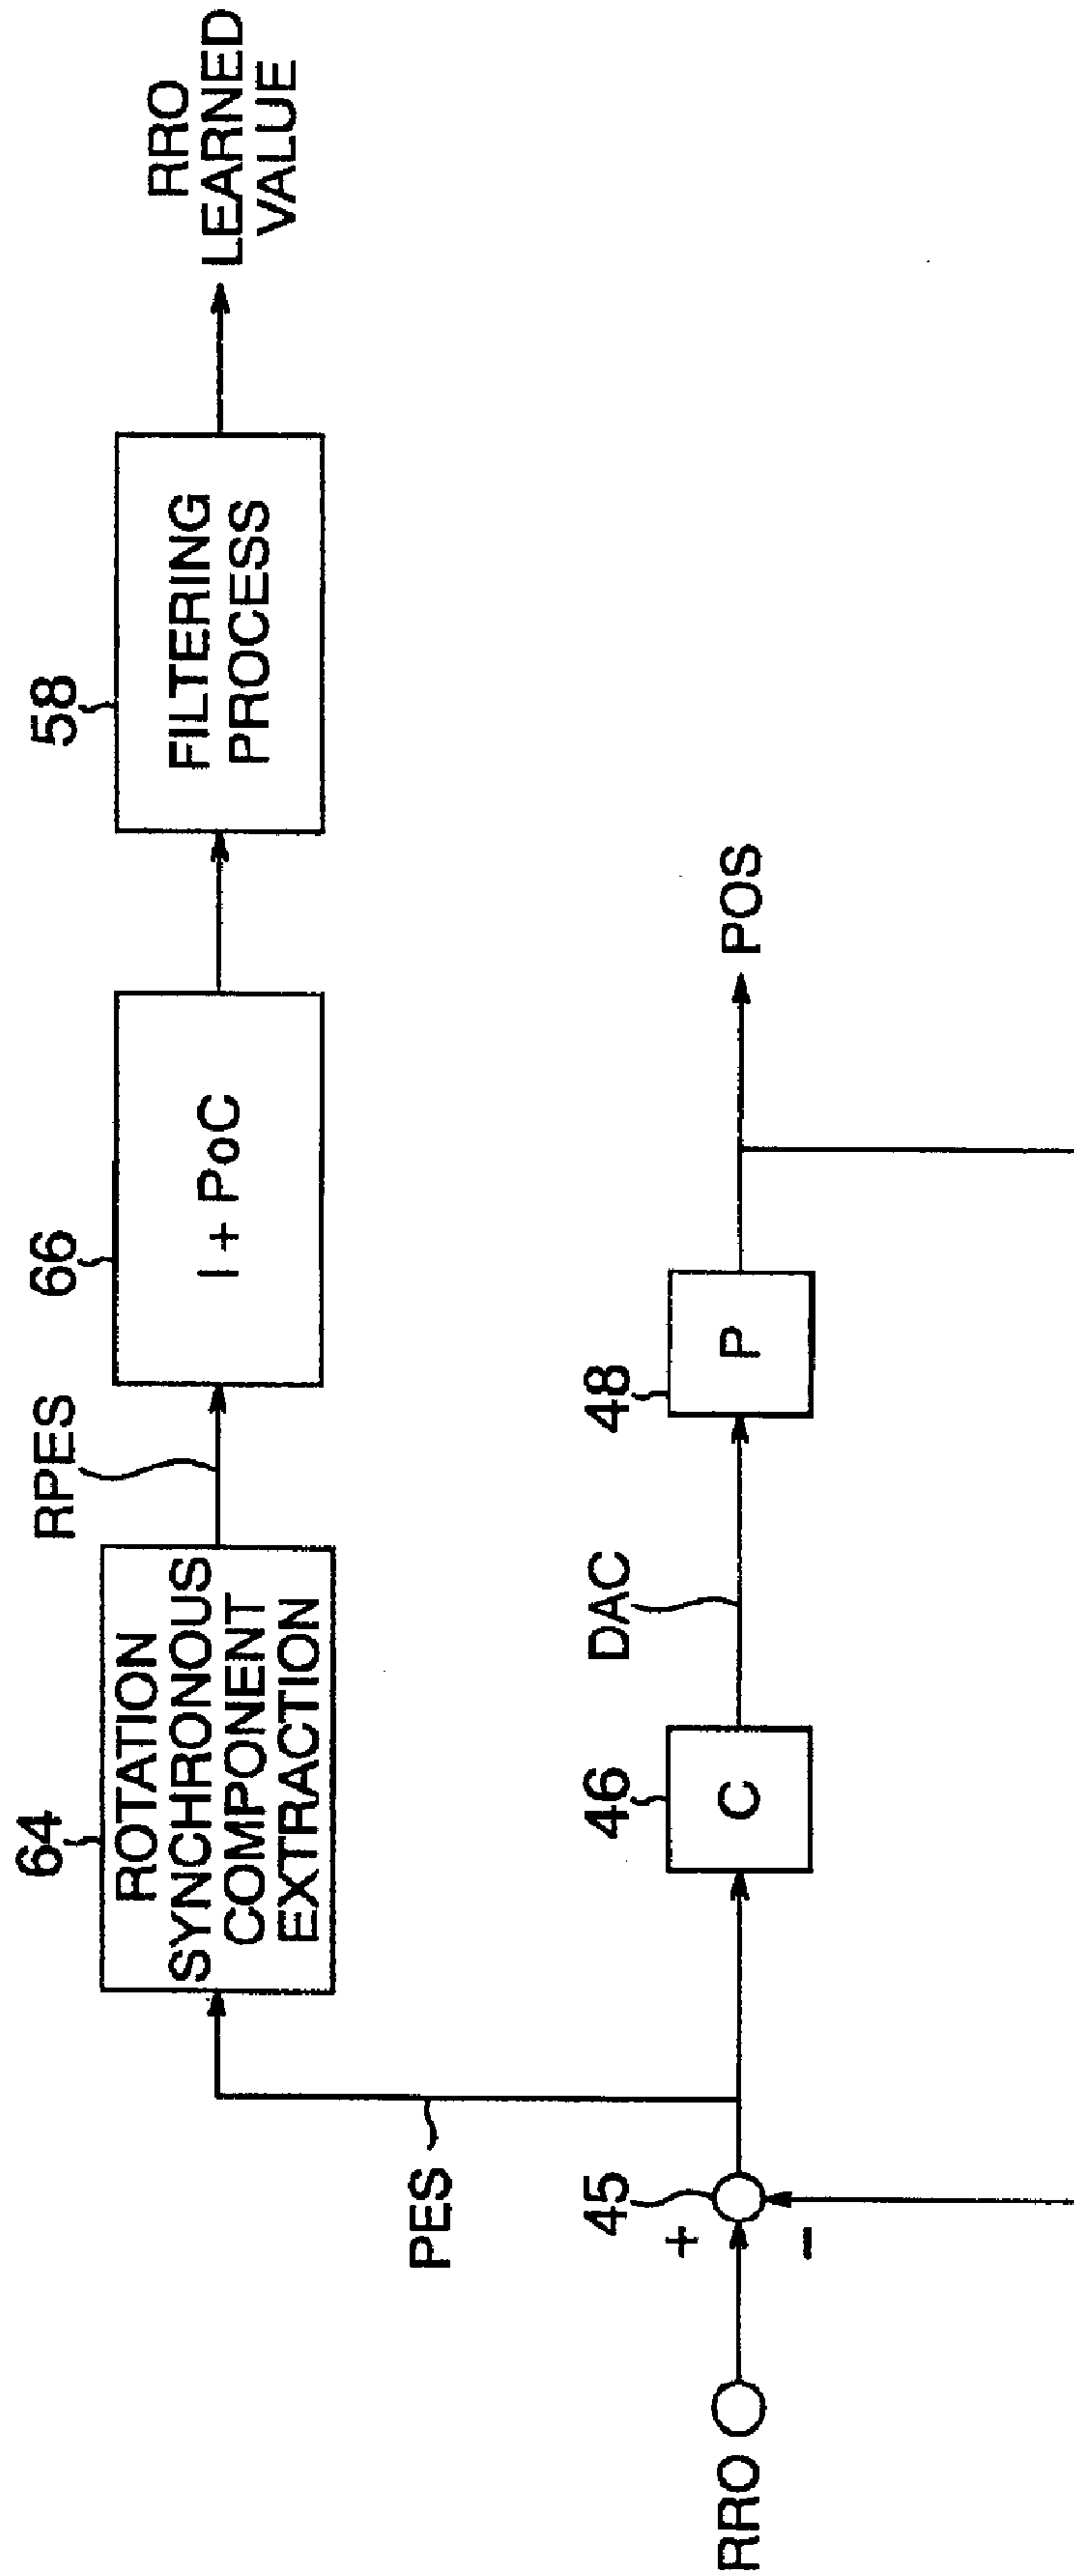 64
ROTATION
SYNCHRONOUS
COMPONENT
EXTRACTION
RPES
66
I + PoC
58
FILTERING
PROCESS
RRO
LEARNED
VALUE
PES
RRO
+
45
−
46
C
DAC
48
P
POS